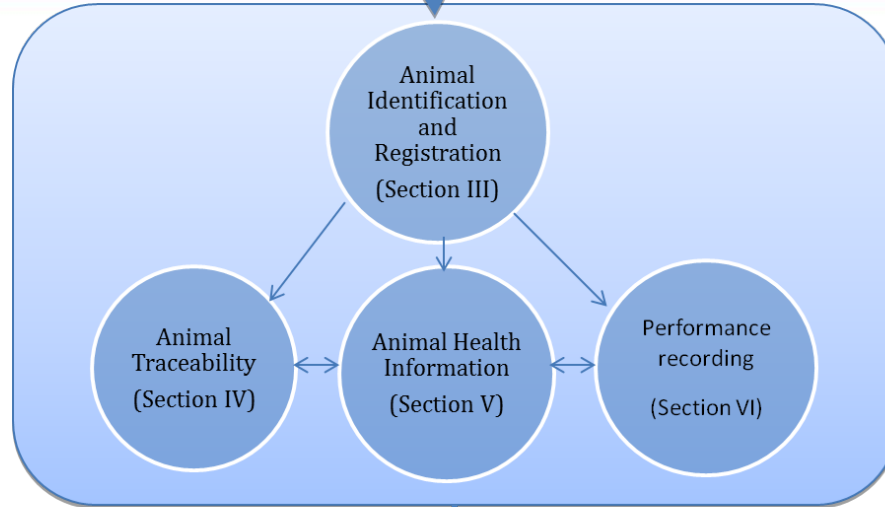 Animal
Identification
and
Registration
(Section III)
Animal
Traceability
(Section IV)
Animal Health
Information
(Section V)
Performance
recording
(Section VI)